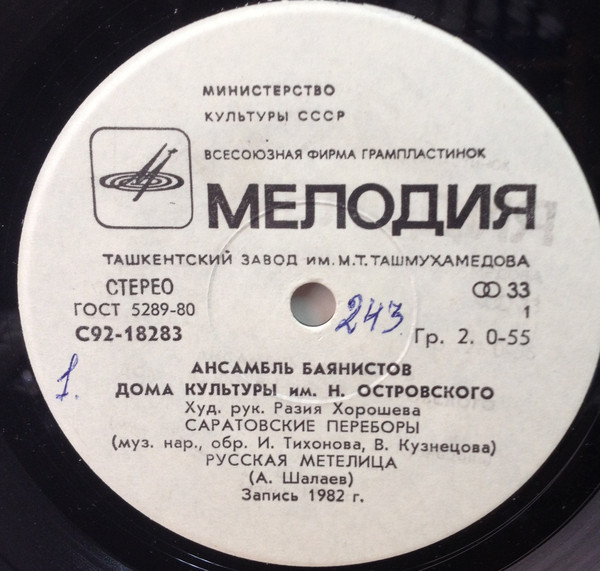 МИНИСТЕРСТВО
КУЛЬТУРЫ СССР
ВСЕСОЮЗНАЯ ФИРМА ГРАМПЛАСТИНОК
МЕЛОДИЯ
ТАШКЕНТСКИЙ ЗАВОД ИМ. М.Т. ТАШМУХАМЕДОВА
СТЕРЕО
33
ГОСТ 5289-80
1
С92-18283
243
Гр. 2. 0-55
1.
АНСАМБЛЬ БАЯНИСТОВ
ДОМА КУЛЬТУРЫ им. Н. ОСТРОВСКОГО
Худ. рук. Разия Хорошева
САРАТОВСКИЕ ПЕРЕБОРЫ
(муз. нар., обр. И. Тихонова, В. Кузнецова)
РУССКАЯ МЕТЕЛИЦА
(А. Шалаев)
Запись 1982 г.